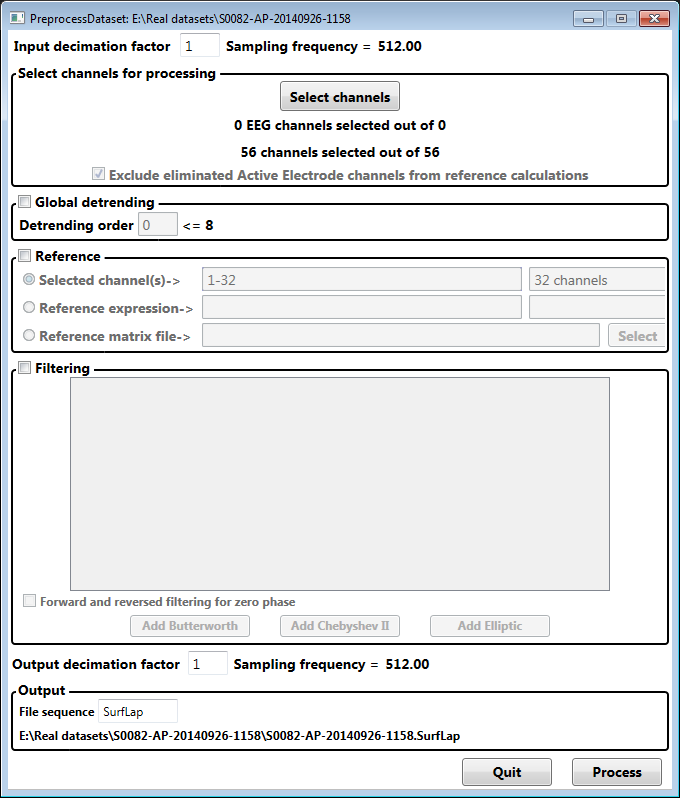 PreprocessDataset: E:\Real datasets\S0082-AP-20140926-1158
Input decimation factor 1 Sampling frequency = 512.00
Select channels for processing
Select channels
0 EEG channels selected out of 0
56 channels selected out of 56
Exclude eliminated Active Electrode channels from reference calculations
Global detrending
Detrending order 0 <= 8
Reference
Selected channel(s)-> 1-32 32 channels
Reference expression->
Reference matrix file-> Select
Filtering
Forward and reversed filtering for zero phase
Add Butterworth Add Chebyshev II Add Elliptic
Output decimation factor 1 Sampling frequency = 512.00
Output
File sequence SurfLap
E:\Real datasets\S0082-AP-20140926-1158\S0082-AP-20140926-1158.SurfLap
Quit Process